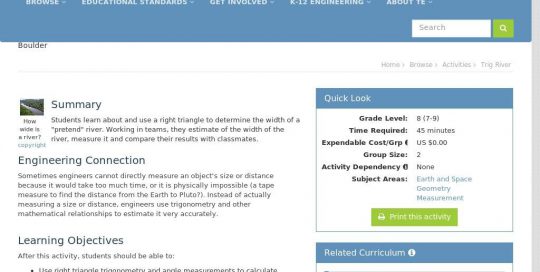 BROWSE EDUCATIONAL STANDARDS GET INVOLVED K-12 ENGINEERING ABOUT TE
Search
Boulder
Home > Browse > Activities > Trig River
How
wide is
a river?
copyright
Summary
Students learn about and use a right triangle to determine the width of a
"pretend" river. Working in teams, they estimate of the width of the
river, measure it and compare their results with classmates.
Engineering Connection
Sometimes engineers cannot directly measure an object's size or distance
because it would take too much time, or it is physically impossible (a tape
measure to find the distance from the Earth to Pluto?). Instead of actually
measuring a size or distance, engineers use trigonometry and other
mathematical relationships to estimate it very accurately.
Learning Objectives
After this activity, students should be able to:
• Use right triangle trigonometry and angle measurements to calculate
Quick Look
Grade Level: 8 (7-9)
Time Required: 45 minutes
Expendable Cost/Grp US $0.00
Group Size: 2
Activity Dependency None
Subject Areas: Earth and Space
Geometry
Measurement
Print this activity
Related Curriculum